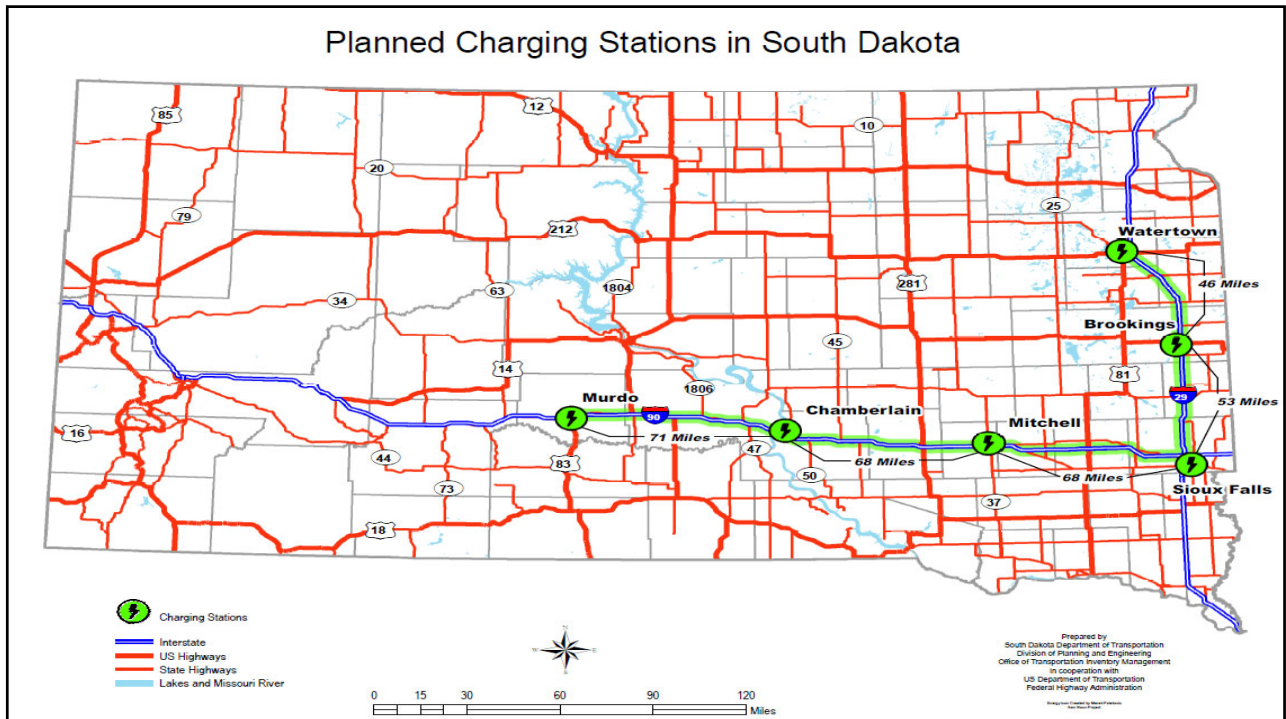 Planned Charging Stations in South Dakota
12
85
10
20
25
79
212
Watertown
1804
281
63
34
46 Miles
Brookings
45
14
81
1806
29
Murdo
90
Chamberlain
53 Miles
16
71 Miles
Mitchell
44
83
47
68 Miles
50
68 Miles
73
Sioux Falls
37
18
Charging Stations
Interstate
US Highways
State Highways
Lakes and Missouri River
N
0 15 30 60 90 120
Miles
Prepared by
South Dakota Department of Transportation
Division of Planning and Engineering
Office of Transportation Inventory Management
in cooperation with
US Department of Transportation
Federal Highway Administration